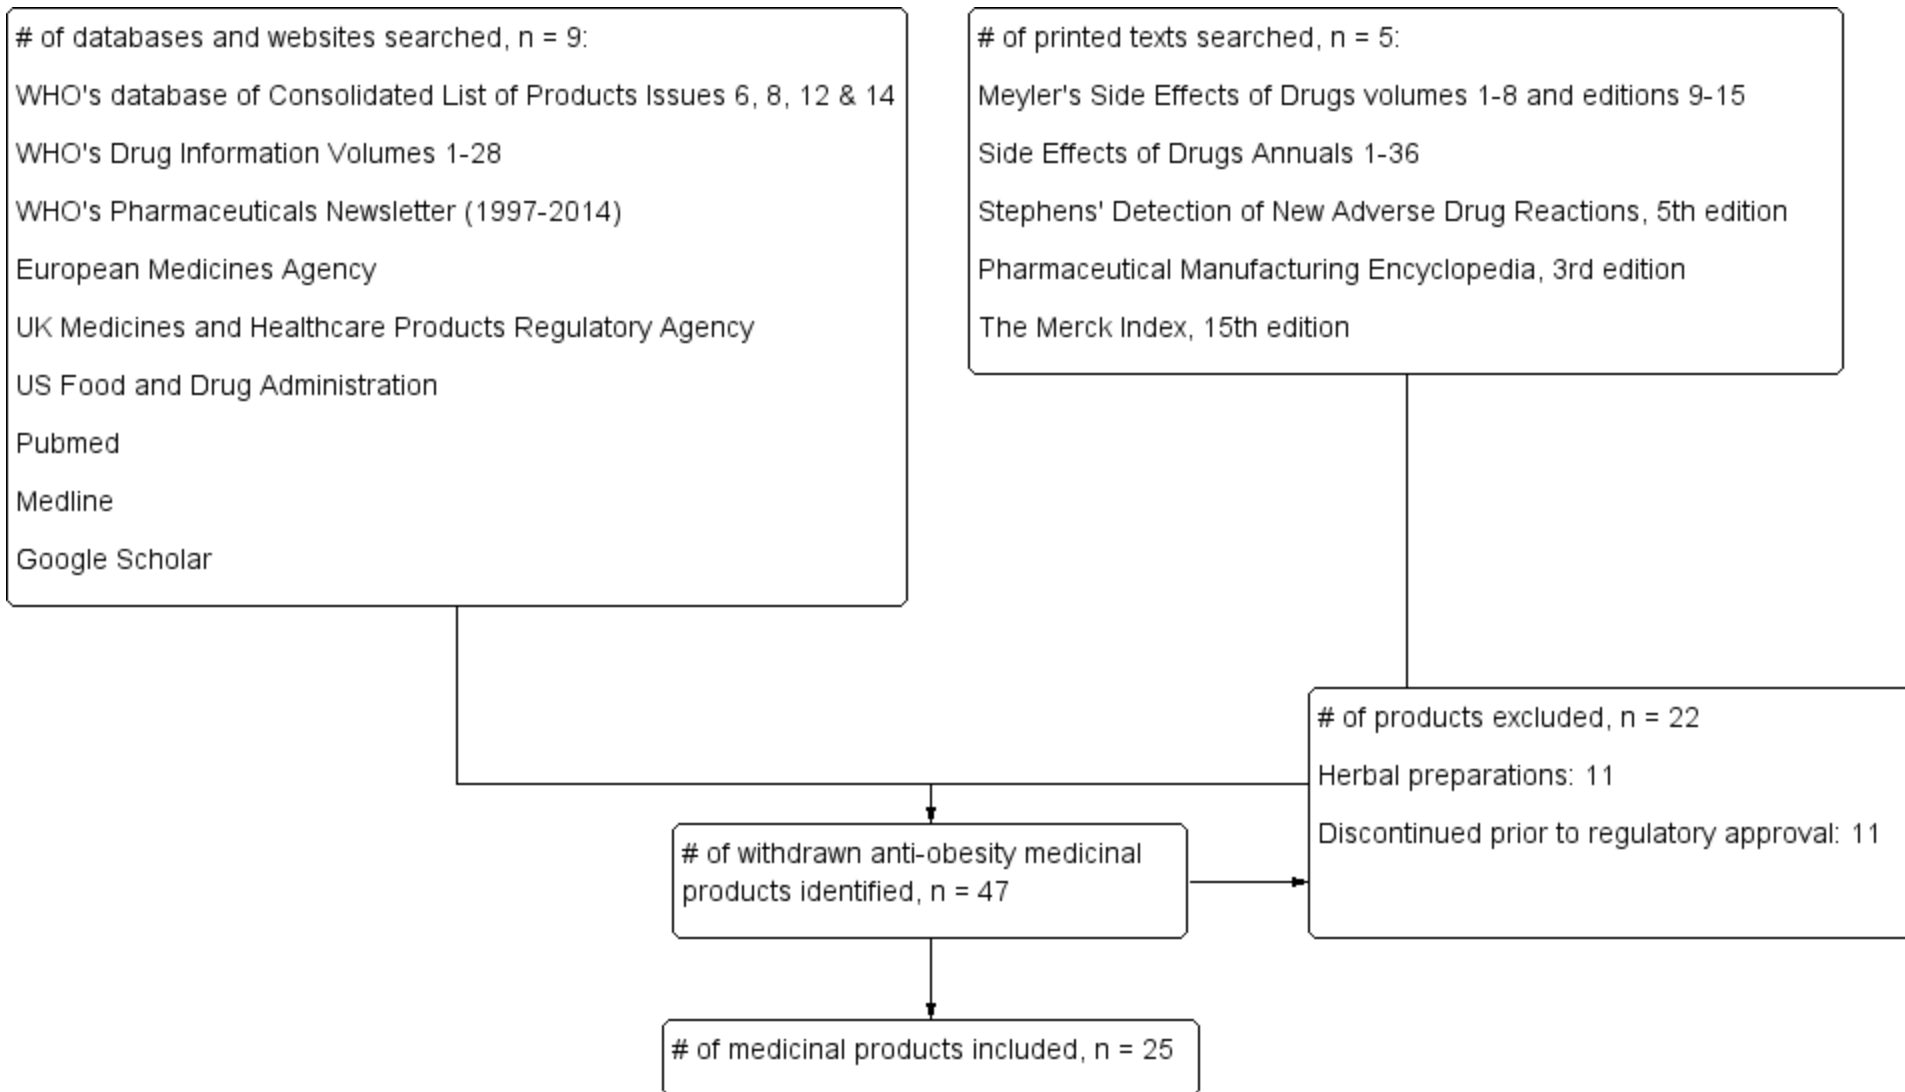 # of databases and websites searched, n = 9:
WHO's database of Consolidated List of Products Issues 6, 8, 12 & 14
WHO's Drug Information Volumes 1-28
WHO's Pharmaceuticals Newsletter (1997-2014)
European Medicines Agency
UK Medicines and Healthcare Products Regulatory Agency
US Food and Drug Administration
Pubmed
Medline
Google Scholar
# of printed texts searched, n = 5:
Meyler's Side Effects of Drugs volumes 1-8 and editions 9-15
Side Effects of Drugs Annuals 1-36
Stephens' Detection of New Adverse Drug Reactions, 5th edition
Pharmaceutical Manufacturing Encyclopedia, 3rd edition
The Merck Index, 15th edition
# of products excluded, n = 22
Herbal preparations: 11
Discontinued prior to regulatory approval: 11
# of withdrawn anti-obesity medicinal
products identified, n = 47
# of medicinal products included, n = 25